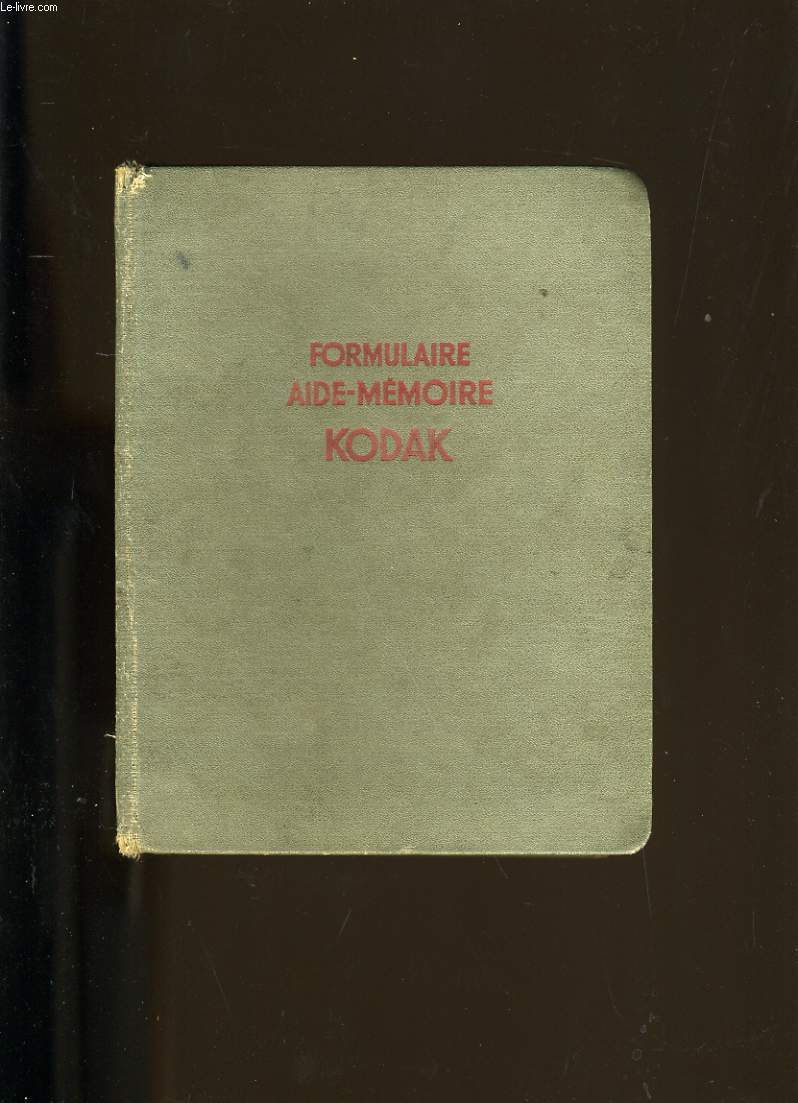 Le-livre.com
FORMULAIRE
AIDE-MÉMOIRE
KODAK